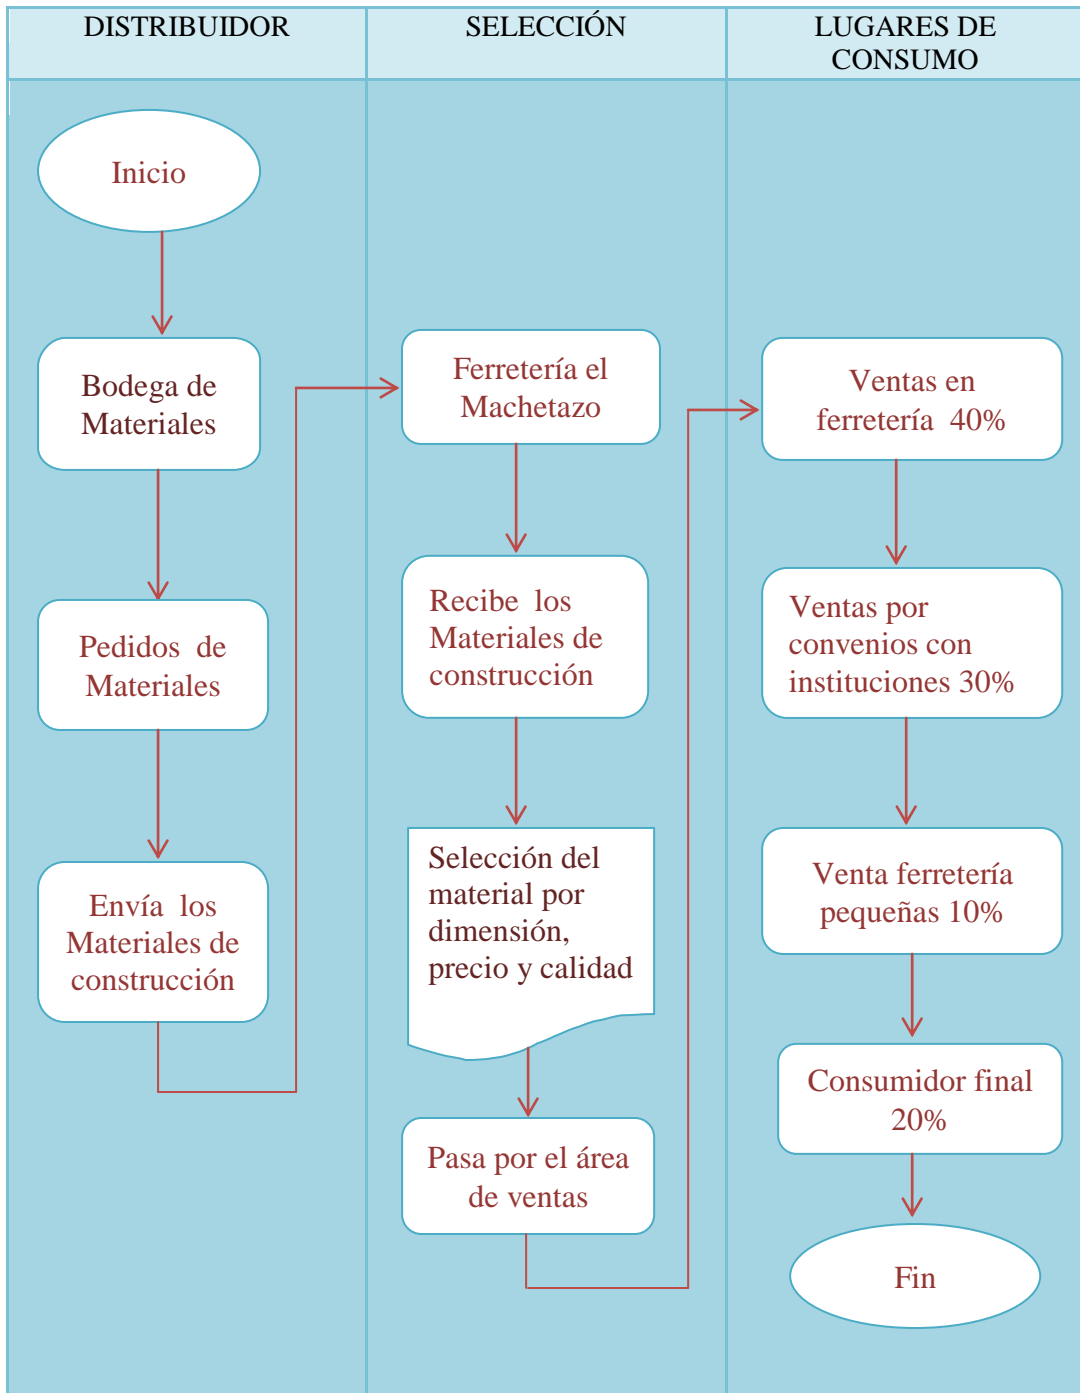 DISTRIBUIDOR
SELECCIÓN
LUGARES DE
CONSUMO
Inicio
Bodega de
Materiales
Pedidos de
Materiales
Envía los
Materiales de
construcción
Ferretería el
Machetazo
Recibe los
Materiales de
construcción
Selección del
material por
dimensión,
precio y calidad
Pasa por el área
de ventas
Ventas en
ferretería 40%
Ventas por
convenios con
instituciones 30%
Venta ferretería
pequeñas 10%
Consumidor final
20%
Fin